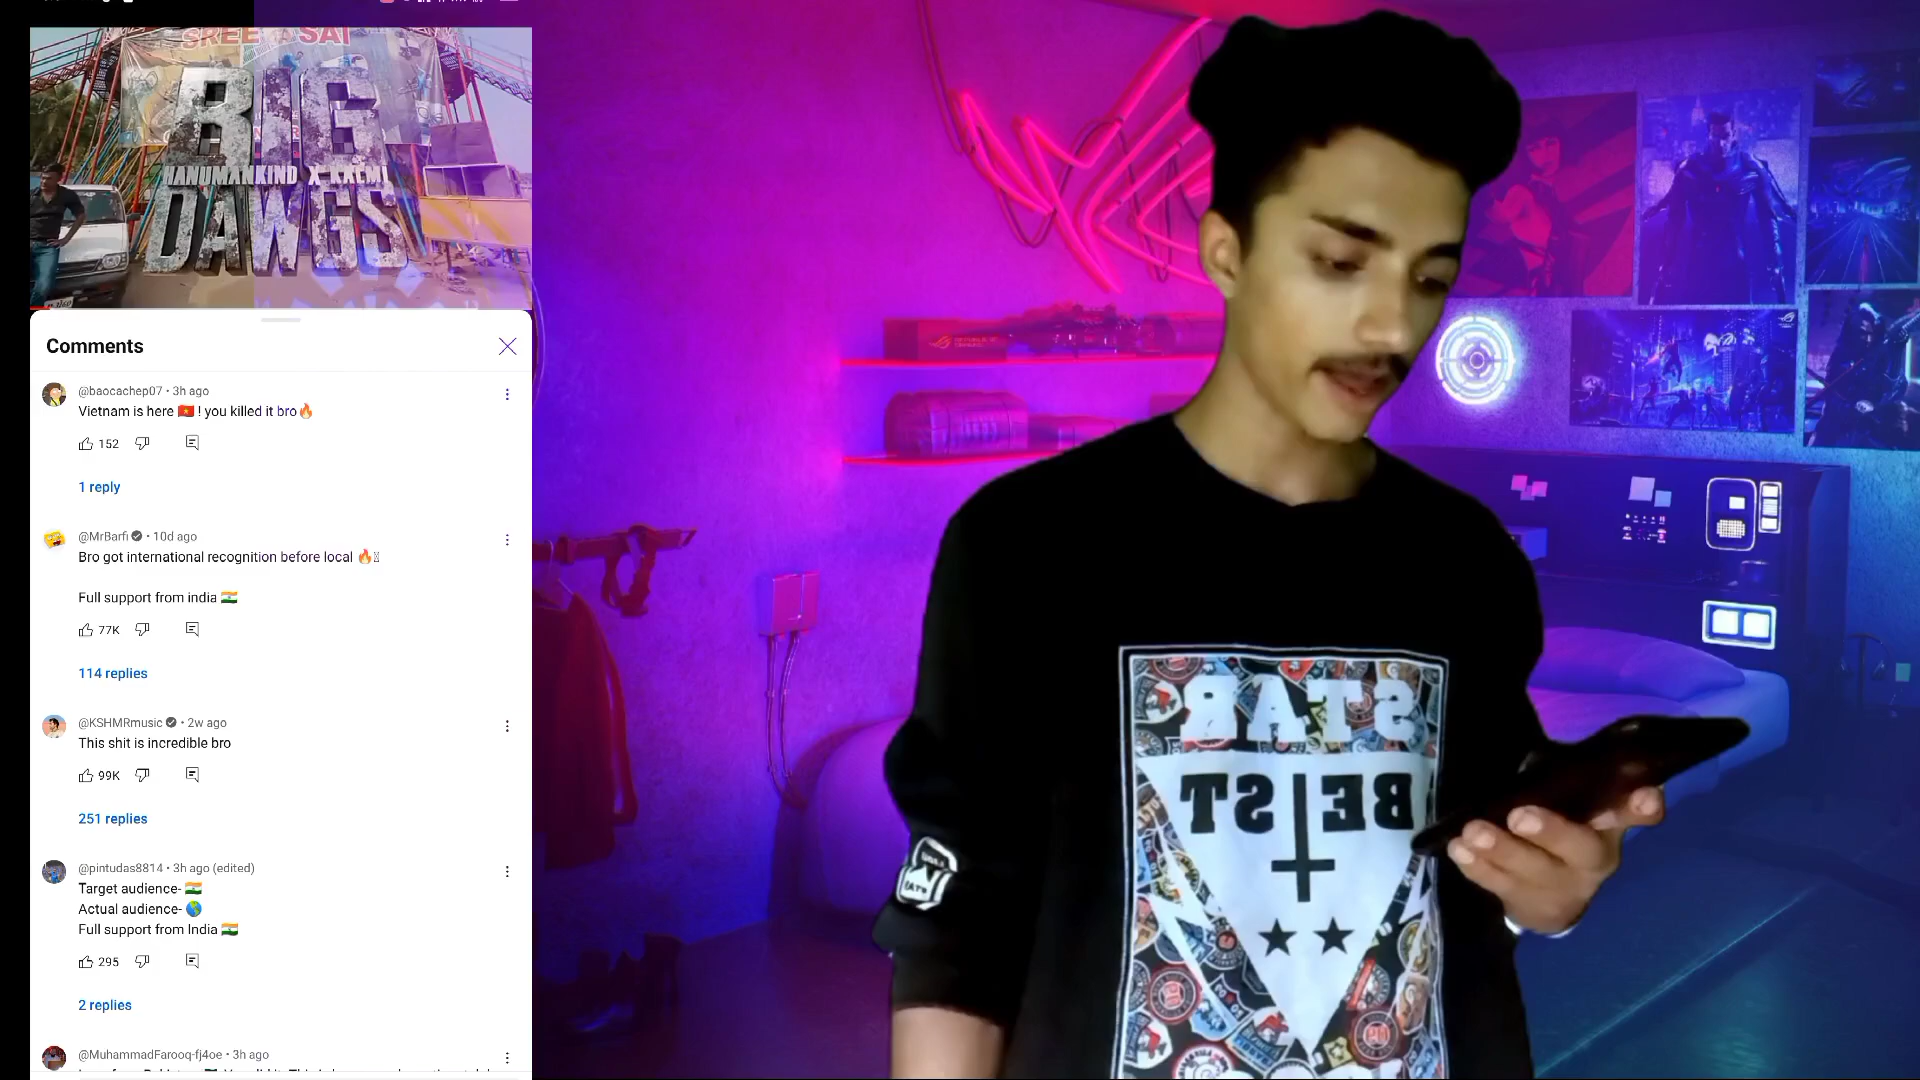 SREE SAI
BIG
HANUMANKIND X KALMI
DAWGS
Comments
@baocachep07 • 3h ago
Vietnam is here 🇻🇳 ! you killed it bro🔥
152
1 reply
@MrBarfi • 10d ago
Bro got international recognition before local 🔥
Full support from india 🇮🇳
77K
114 replies
@KSHMRmusic • 2w ago
This shit is incredible bro
99K
251 replies
@pintudas8814 • 3h ago (edited)
Target audience- 🇮🇳
Actual audience- 🌎
Full support from India 🇮🇳
295
2 replies
@MuhammadFarooq-fj4oe • 3h ago
STAR
BE ST